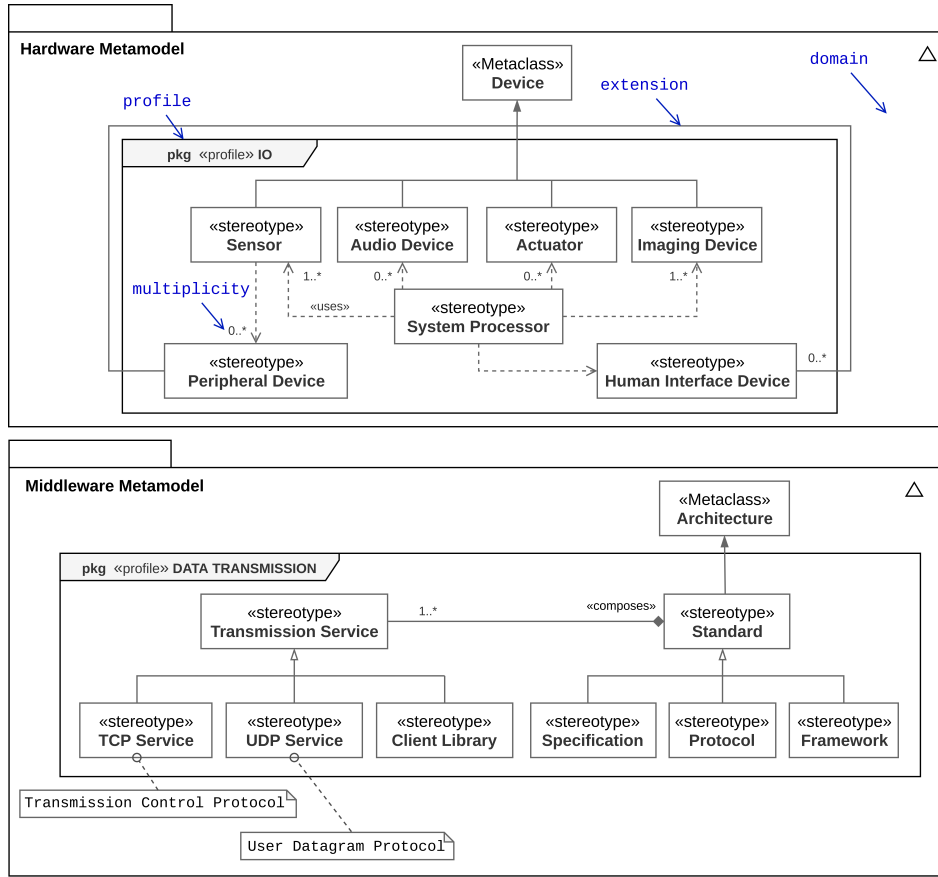 Hardware Metamodel
«Metaclass»
Device
domain
extension
profile
pkg «profile» IO
«stereotype»
Sensor
«stereotype»
Audio Device
«stereotype»
Actuator
«stereotype»
Imaging Device
1..*
0..*
0..*
1..*
multiplicity
«uses»
0..*
«stereotype»
System Processor
«stereotype»
Peripheral Device
«stereotype»
Human Interface Device
0..*
Middleware Metamodel
«Metaclass»
Architecture
pkg «profile» DATA TRANSMISSION
«stereotype»
Transmission Service
1..*
«composes»
«stereotype»
Standard
«stereotype»
TCP Service
«stereotype»
UDP Service
«stereotype»
Client Library
«stereotype»
Specification
«stereotype»
Protocol
«stereotype»
Framework
Transmission Control Protocol
User Datagram Protocol